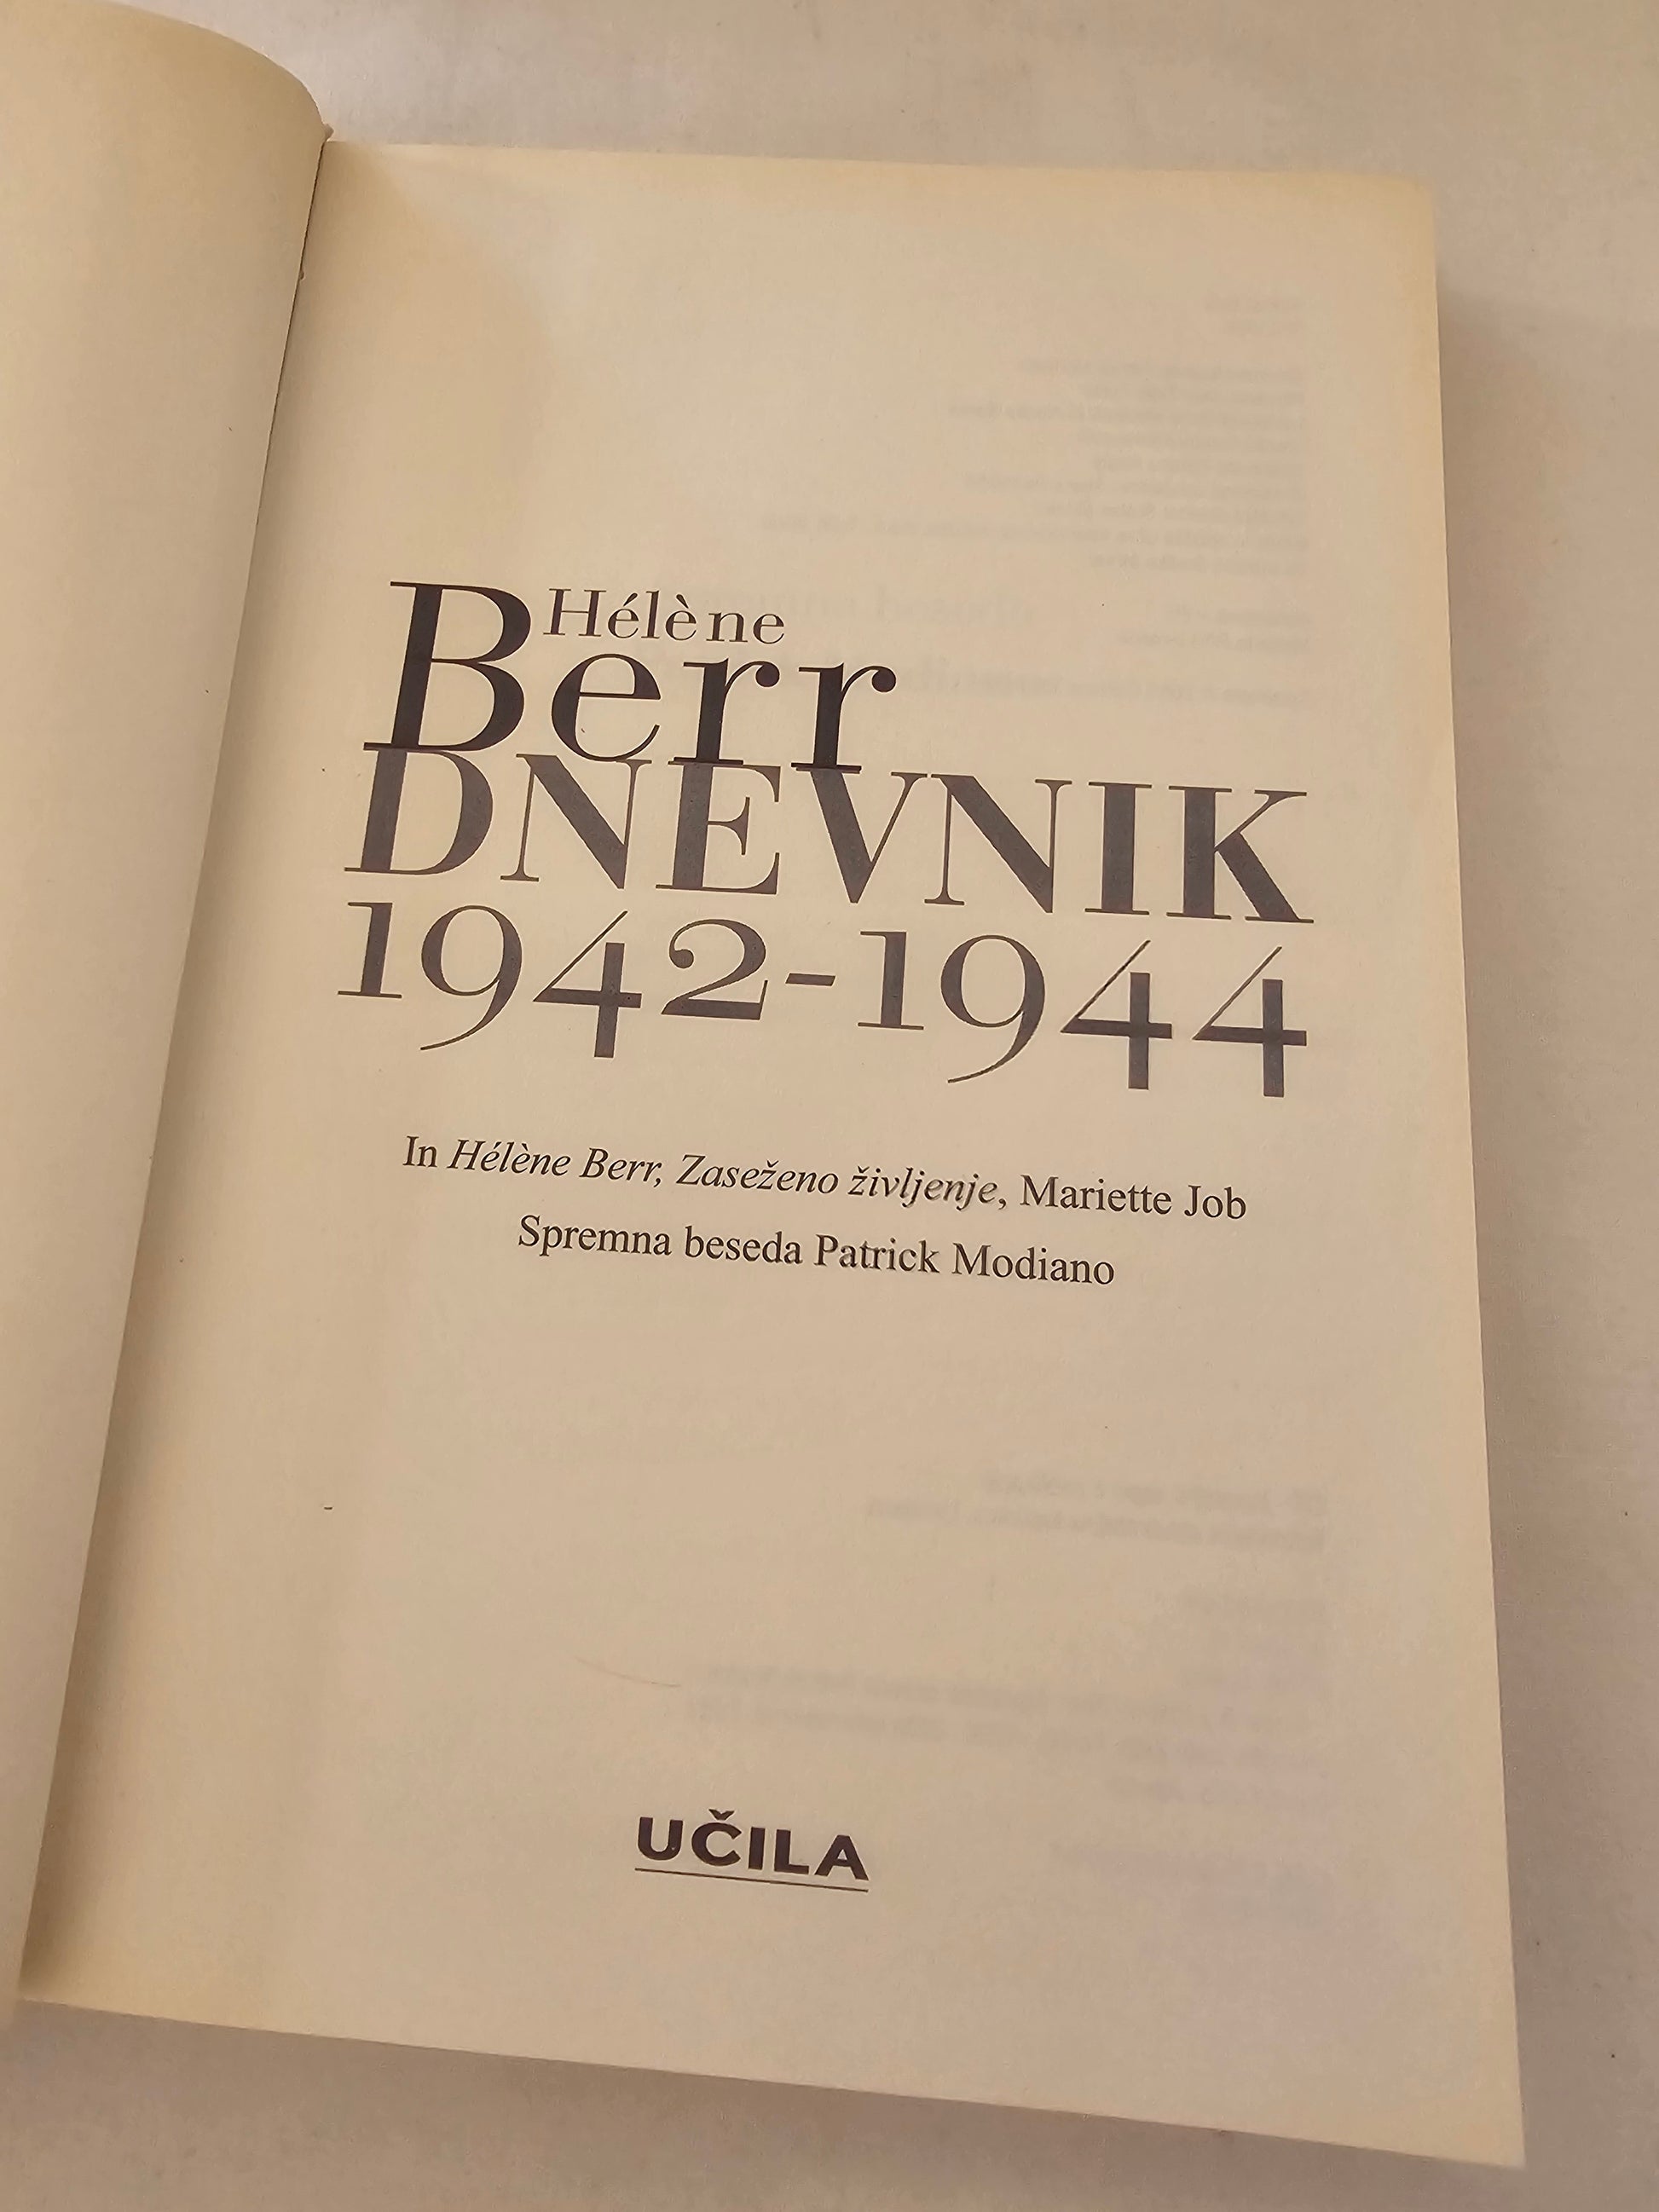 Hélène
Berr
DNEVNIK
1942-1944
In Hélène Berr, Zaseženo življenje, Mariette Job
Spremna beseda Patrick Modiano
UČILA